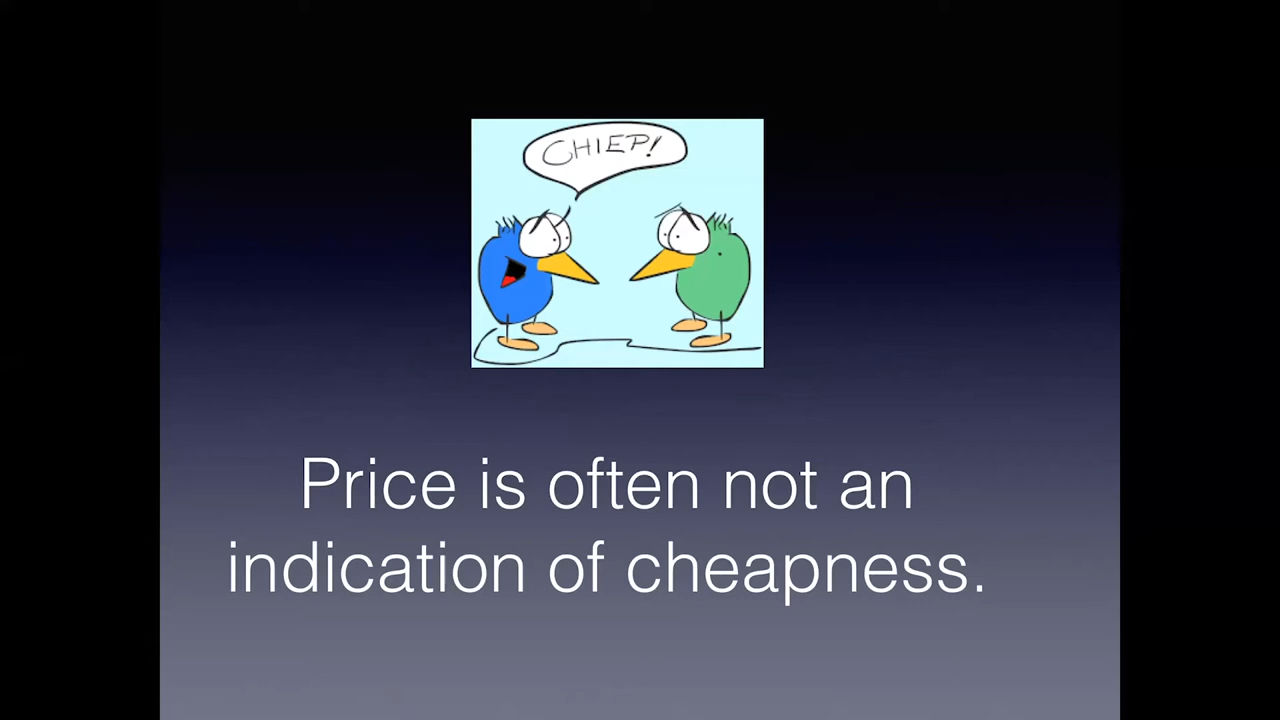 CHIEP!
Price is often not an
indication of cheapness.